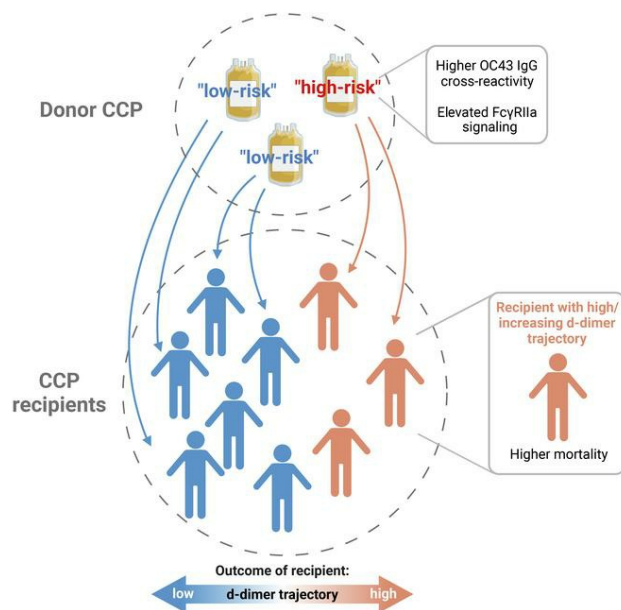 "low-risk"
"high-risk"
Higher OC43 IgG
cross-reactivity
Elevated FcγRIIa
signaling
Donor CCP
"low-risk"
Recipient with high/
increasing d-dimer
trajectory
CCP
recipients
Higher mortality
Outcome of recipient:
low
d-dimer trajectory
high